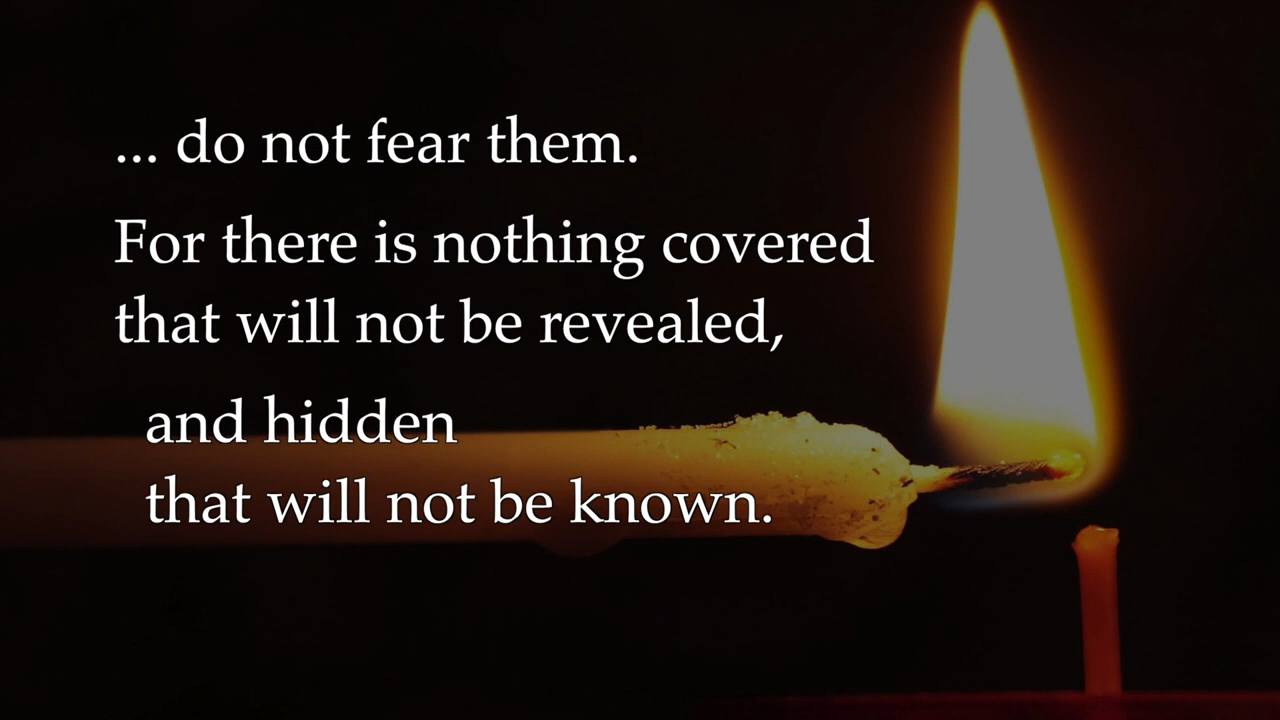 ... do not fear them.
For there is nothing covered
that will not be revealed,
and hidden
that will not be known.